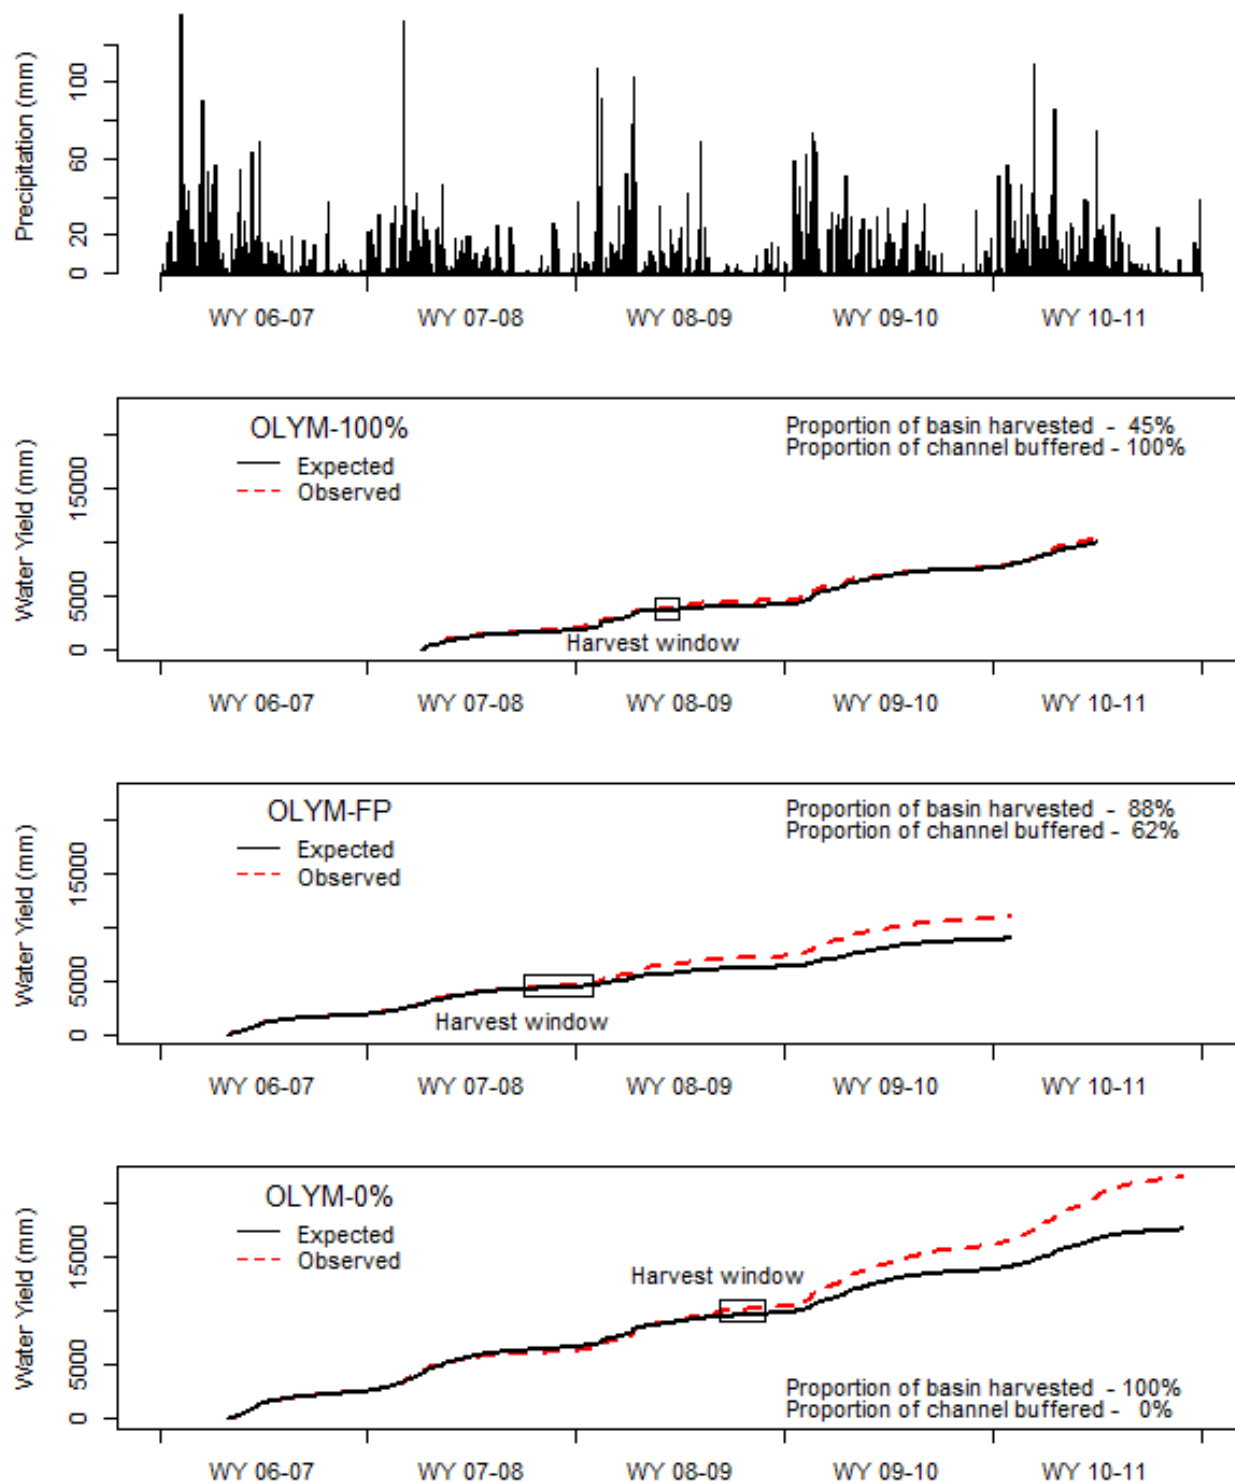 Precipitation (mm)
100
60
20
0
WY 06-07 WY 07-08 WY 08-09 WY 09-10 WY 10-11
Water Yield (mm)
15000
5000
0
OLYM-100%
Expected
Observed
Proportion of basin harvested - 45%
Proportion of channel buffered - 100%
Harvest window
WY 06-07 WY 07-08 WY 08-09 WY 09-10 WY 10-11
Water Yield (mm)
15000
5000
0
OLYM-FP
Expected
Observed
Proportion of basin harvested - 88%
Proportion of channel buffered - 62%
Harvest window
WY 06-07 WY 07-08 WY 08-09 WY 09-10 WY 10-11
Water Yield (mm)
15000
5000
0
OLYM-0%
Expected
Observed
Harvest window
Proportion of basin harvested - 100%
Proportion of channel buffered - 0%
WY 06-07 WY 07-08 WY 08-09 WY 09-10 WY 10-11